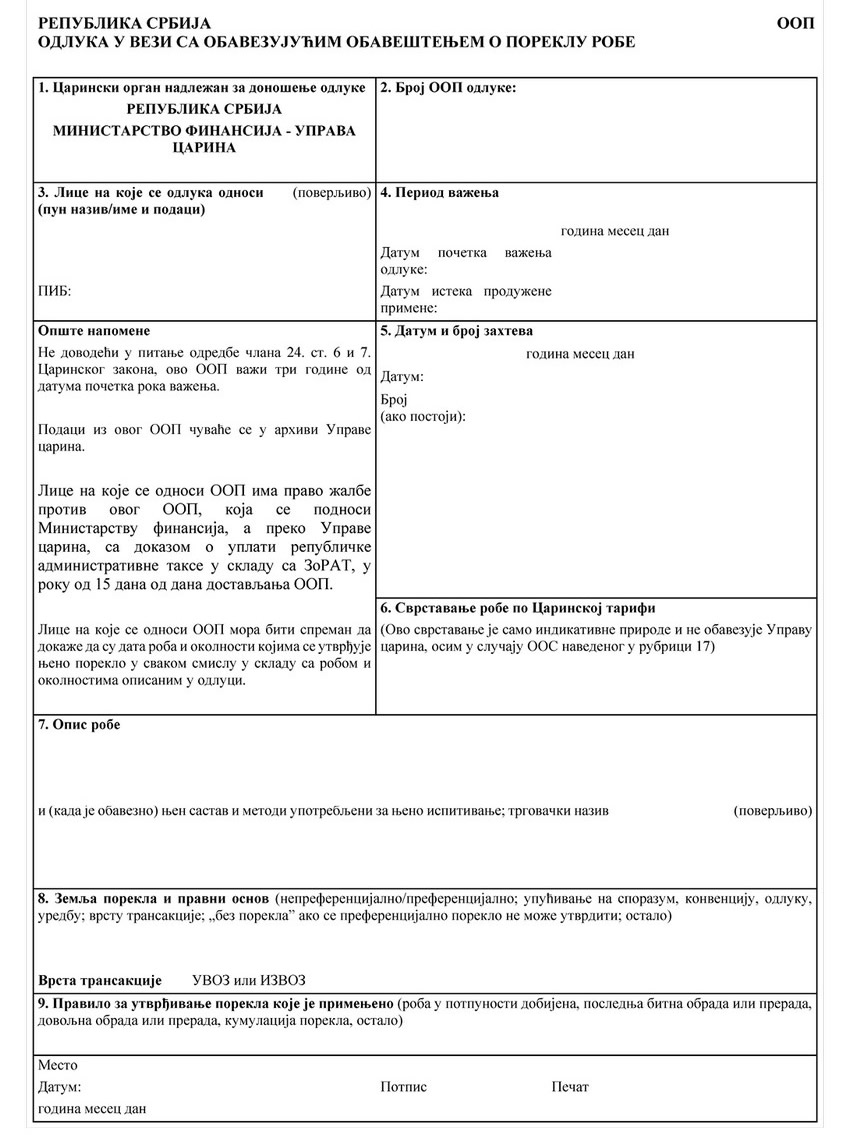 РЕПУБЛИКА СРБИЈА ООП
ОДЛУКА У ВЕЗИ СА ОБАВЕЗУЈУЋИМ ОБАВЕШТЕЊЕМ О ПОРЕКЛУ РОБЕ
1. Царински орган надлежан за доношење одлуке
РЕПУБЛИКА СРБИЈА
МИНИСТАРСТВО ФИНАНСИЈА - УПРАВА
ЦАРИНА
2. Број ООП одлуке:
3. Лице на које се одлука односи (поверљиво)
(пун назив/име и подаци)
ПИБ:
4. Период важења
година месец дан
Датум почетка важења
одлуке:
Датум истека продужене
примене:
Опште напомене
Не доводећи у питање одредбе члана 24. ст. 6 и 7.
Царинског закона, ово ООП важи три године од
датума почетка рока важења.
Подаци из овог ООП чуваће се у архиви Управе
царина.
Лице на које се односи ООП има право жалбе
против овог ООП, која се подноси
Министарству финансија, а преко Управе
царина, са доказом о уплати републичке
административне таксе у складу са ЗоРАТ, у
року од 15 дана од дана достављања ООП.
Лице на које се односи ООП мора бити спреман да
докаже да су дата роба и околности којима се утврђује
њено порекло у сваком смислу у складу са робом и
околностима описаним у одлуци.
5. Датум и број захтева
година месец дан
Датум:
Број
(ако постоји):
6. Сврставање робе по Царинској тарифи
(Ово сврставање је само индикативне природе и не обавезује Управу
царина, осим у случају ООС наведеног у рубрици 17)
7. Опис робе
и (када је обавезно) њен састав и методи употребљени за њено испитивање; трговачки назив (поверљиво)
8. Земља порекла и правни основ (непреференцијално/преференцијално; упућивање на споразум, конвенцију, одлуку,
уредбу; врсту трансакције; „без порекла” ако се преференцијално порекло не може утврдити; остало)
Врста трансакције УВОЗ или ИЗВОЗ
9. Правило за утврђивање порекла које је примењено (роба у потпуности добијена, последња битна обрада или прерада,
довољна обрада или прерада, кумулација порекла, остало)
Место
Датум: Потпис Печат
година месец дан